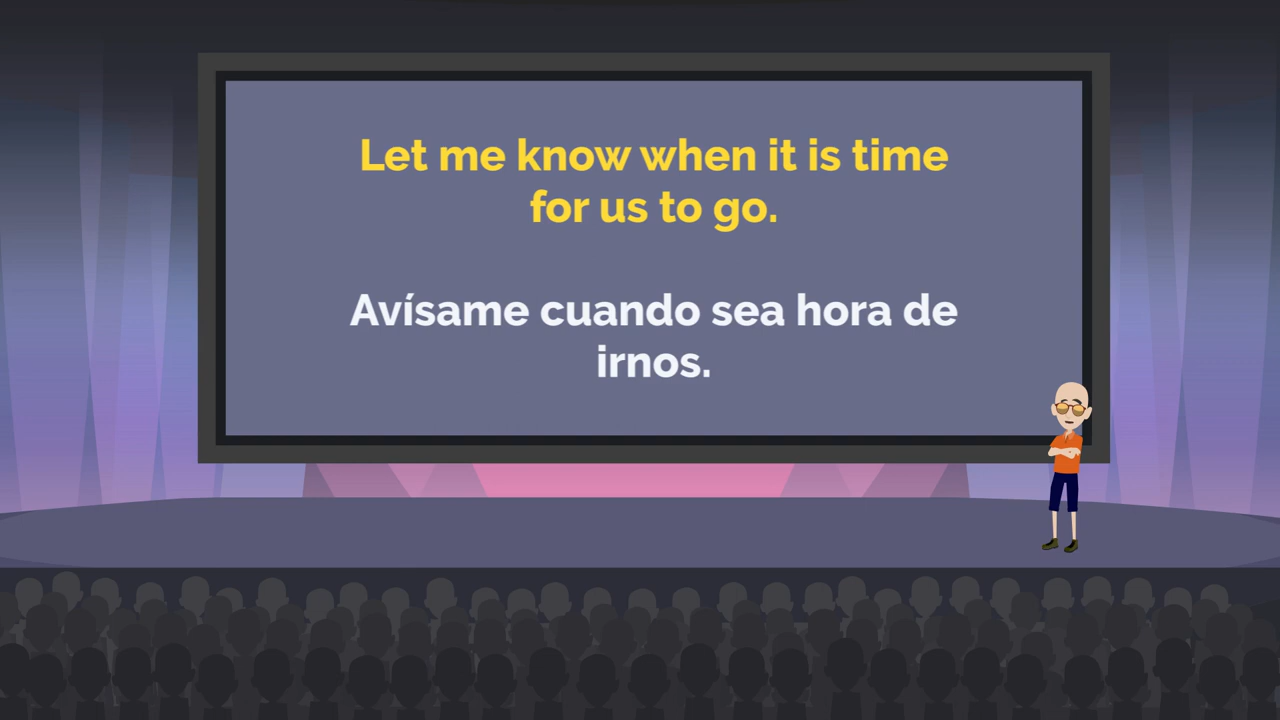 Let me know when it is time
for us to go.
Avísame cuando sea hora de
irnos.